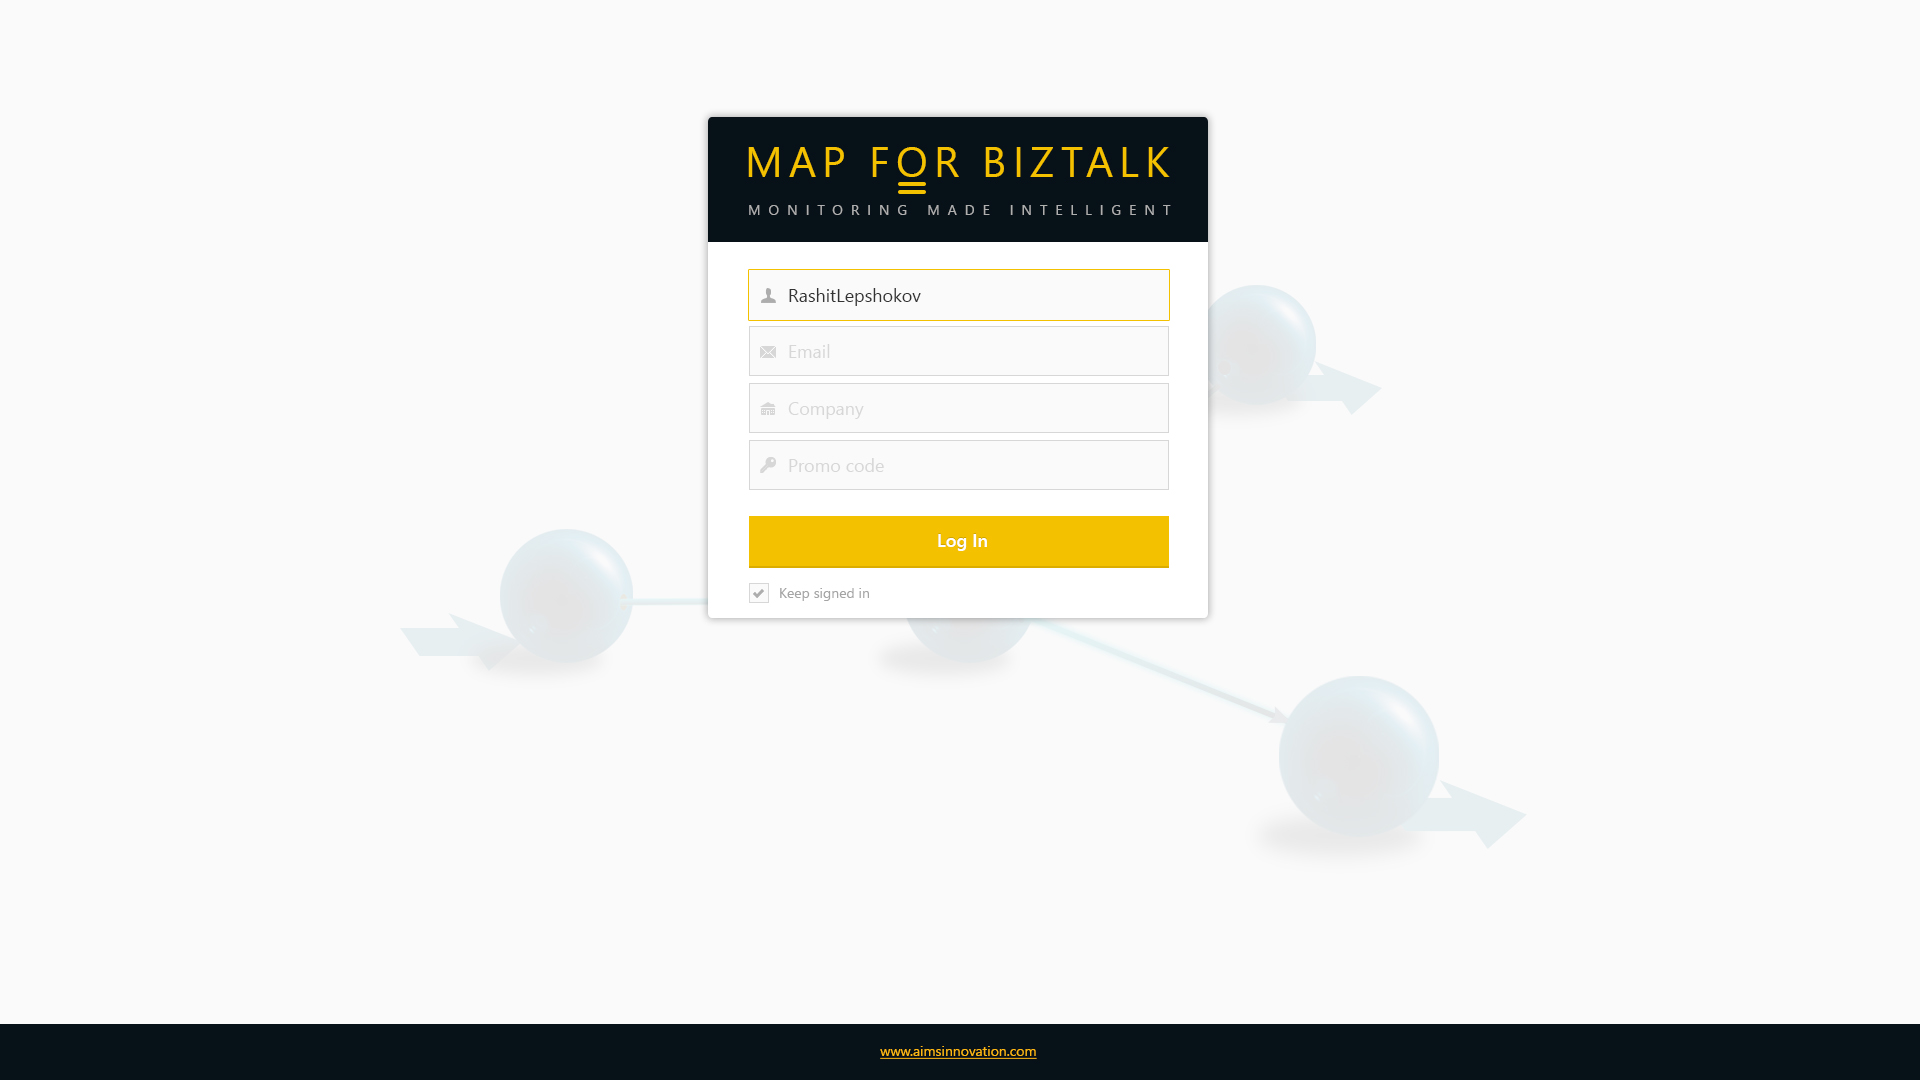 MAP FOR BIZTALK
MONITORING MADE INTELLIGENT
RashitLepshokov
Email
Company
Promo code
Log In
Keep signed in
www.aimsinnovation.com